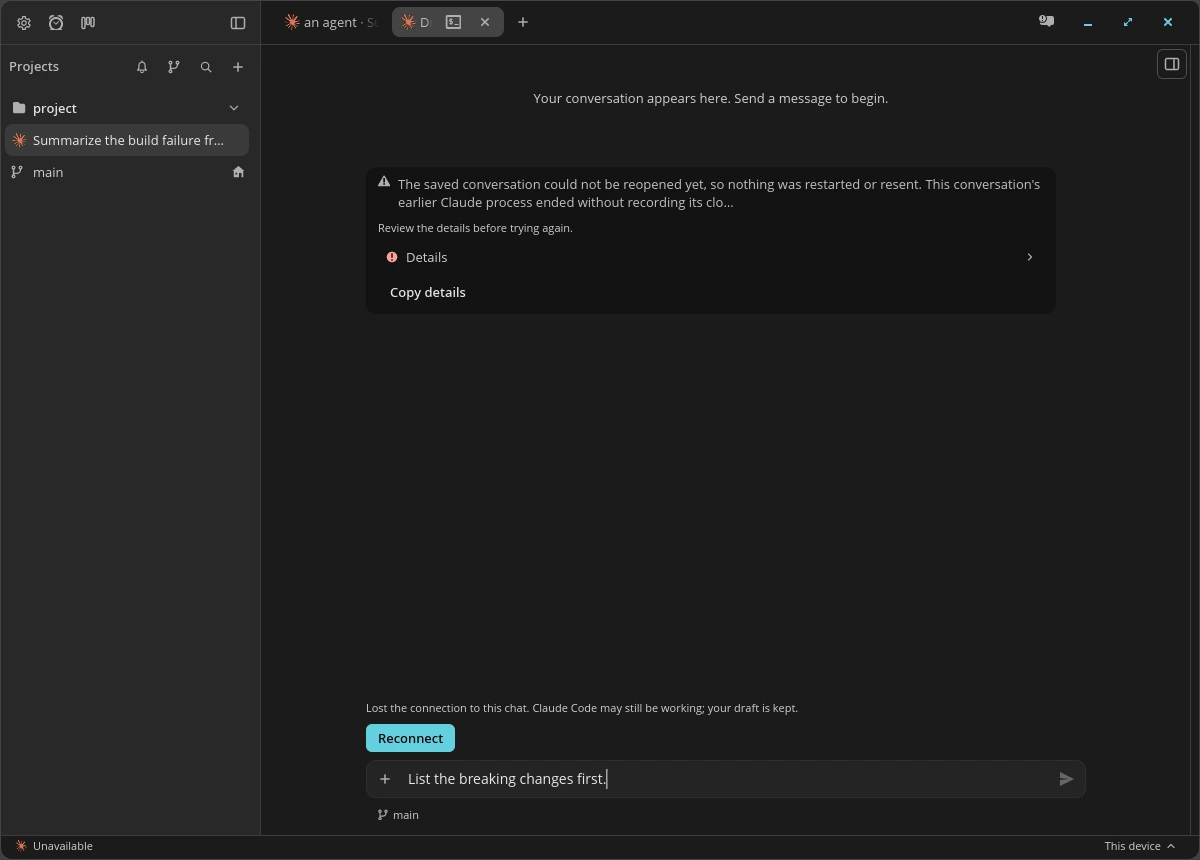 an agent · Su
D
Projects
project
Summarize the build failure fr...
main
Your conversation appears here. Send a message to begin.
The saved conversation could not be reopened yet, so nothing was restarted or resent. This conversation's
earlier Claude process ended without recording its clo...
Review the details before trying again.
Details
Copy details
Lost the connection to this chat. Claude Code may still be working; your draft is kept.
Reconnect
List the breaking changes first.
main
Unavailable
This device